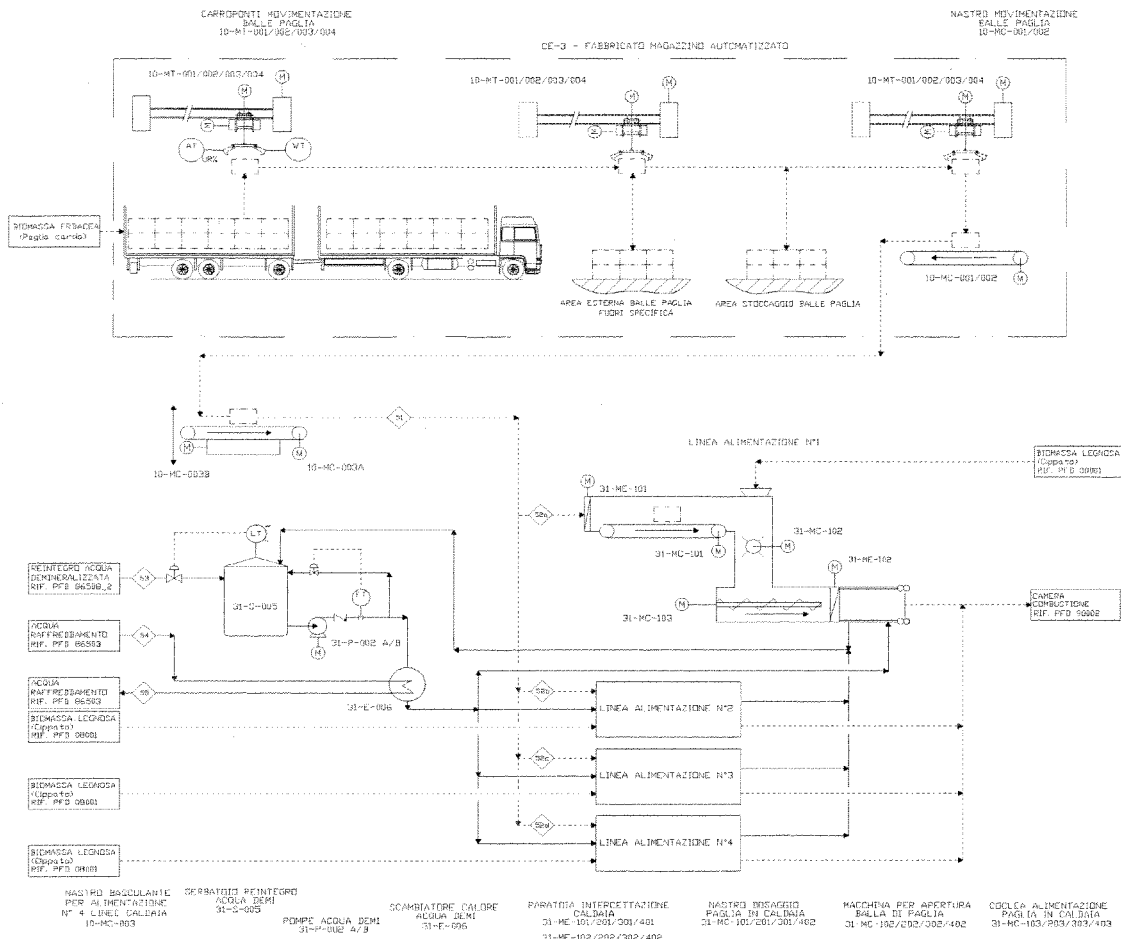 CARROPONTI MOVIMENTAZIONE
BALLE PAGLIA
10-MT-001/002/003/004
NASTRO MOVIMENTAZIONE
BALLE PAGLIA
10-MC-001/002
CE-3 - FABBRICATO MAGAZZINO AUTOMATIZZATO
10-MT-001/002/003/004
M
M
M
AT
UR%
WT
10-MT-001/002/003/004
M
M
M
10-MT-001/002/003/004
M
M
M
BIOMASSA ERBACEA
(Paglia cereali)
AREA ESTERNA BALLE PAGLIA
FUORI SPECIFICA
AREA STOCCAGGIO BALLE PAGLIA
10-MC-001/002
M
51
M
M
10-MC-003B
10-MC-003A
LINEA ALIMENTAZIONE N°1
BIOMASSA LEGNOSA
(Cippato)
RIF. PFD 08001
M
31-ME-101
52a
31-MC-101
M
31-MC-102
M
31-ME-102
M
M
31-MC-103
CAMERA
COMBUSTIONE
RIF. PFD 90002
LT
REINTEGRO ACQUA
DEMINERALIZZATA
RIF. PFD 86508_2
53
31-S-005
FT
31-P-002 A/B
M
ACQUA
RAFFREDDAMENTO
RIF. PFD 86503
54
ACQUA
RAFFREDDAMENTO
RIF. PFD 86503
55
31-E-006
BIOMASSA LEGNOSA
(Cippato)
RIF. PFD 08001
52b
LINEA ALIMENTAZIONE N°2
52c
LINEA ALIMENTAZIONE N°3
BIOMASSA LEGNOSA
(Cippato)
RIF. PFD 08001
52d
LINEA ALIMENTAZIONE N°4
BIOMASSA LEGNOSA
(Cippato)
RIF. PFD 08001
NASTRO BASCULANTE
PER ALIMENTAZIONE
N° 4 LINEE CALDAIA
10-MC-003
SERBATOIO REINTEGRO
ACQUA DEMI
31-S-005
POMPE ACQUA DEMI
31-P-002 A/B
SCAMBIATORE CALORE
ACQUA DEMI
31-E-006
PARATOIA INTERCETTAZIONE
CALDAIA
31-ME-101/201/301/401
31-ME-102/202/302/402
NASTRO DOSAGGIO
PAGLIA IN CALDAIA
31-MC-101/201/301/402
MACCHINA PER APERTURA
BALLA DI PAGLIA
31-MC-102/202/302/402
COCLEA ALIMENTAZIONE
PAGLIA IN CALDAIA
31-MC-103/203/303/403